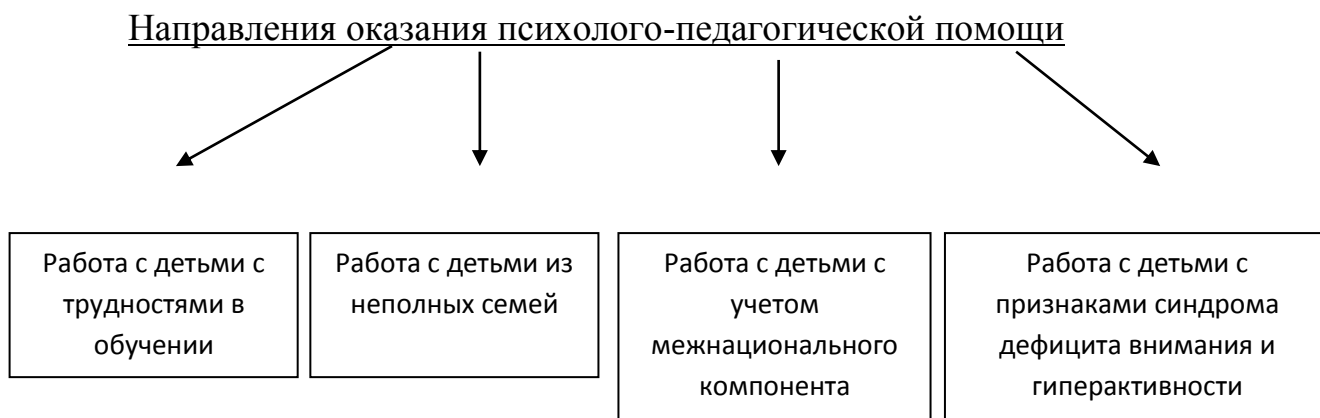 Направления оказания психолого-педагогической помощи
Работа с детьми с
трудностями в
обучении
Работа с детьми из
неполных семей
Работа с детьми с
учетом
межнационального
компонента
Работа с детьми с
признаками синдрома
дефицита внимания и
гиперактивности